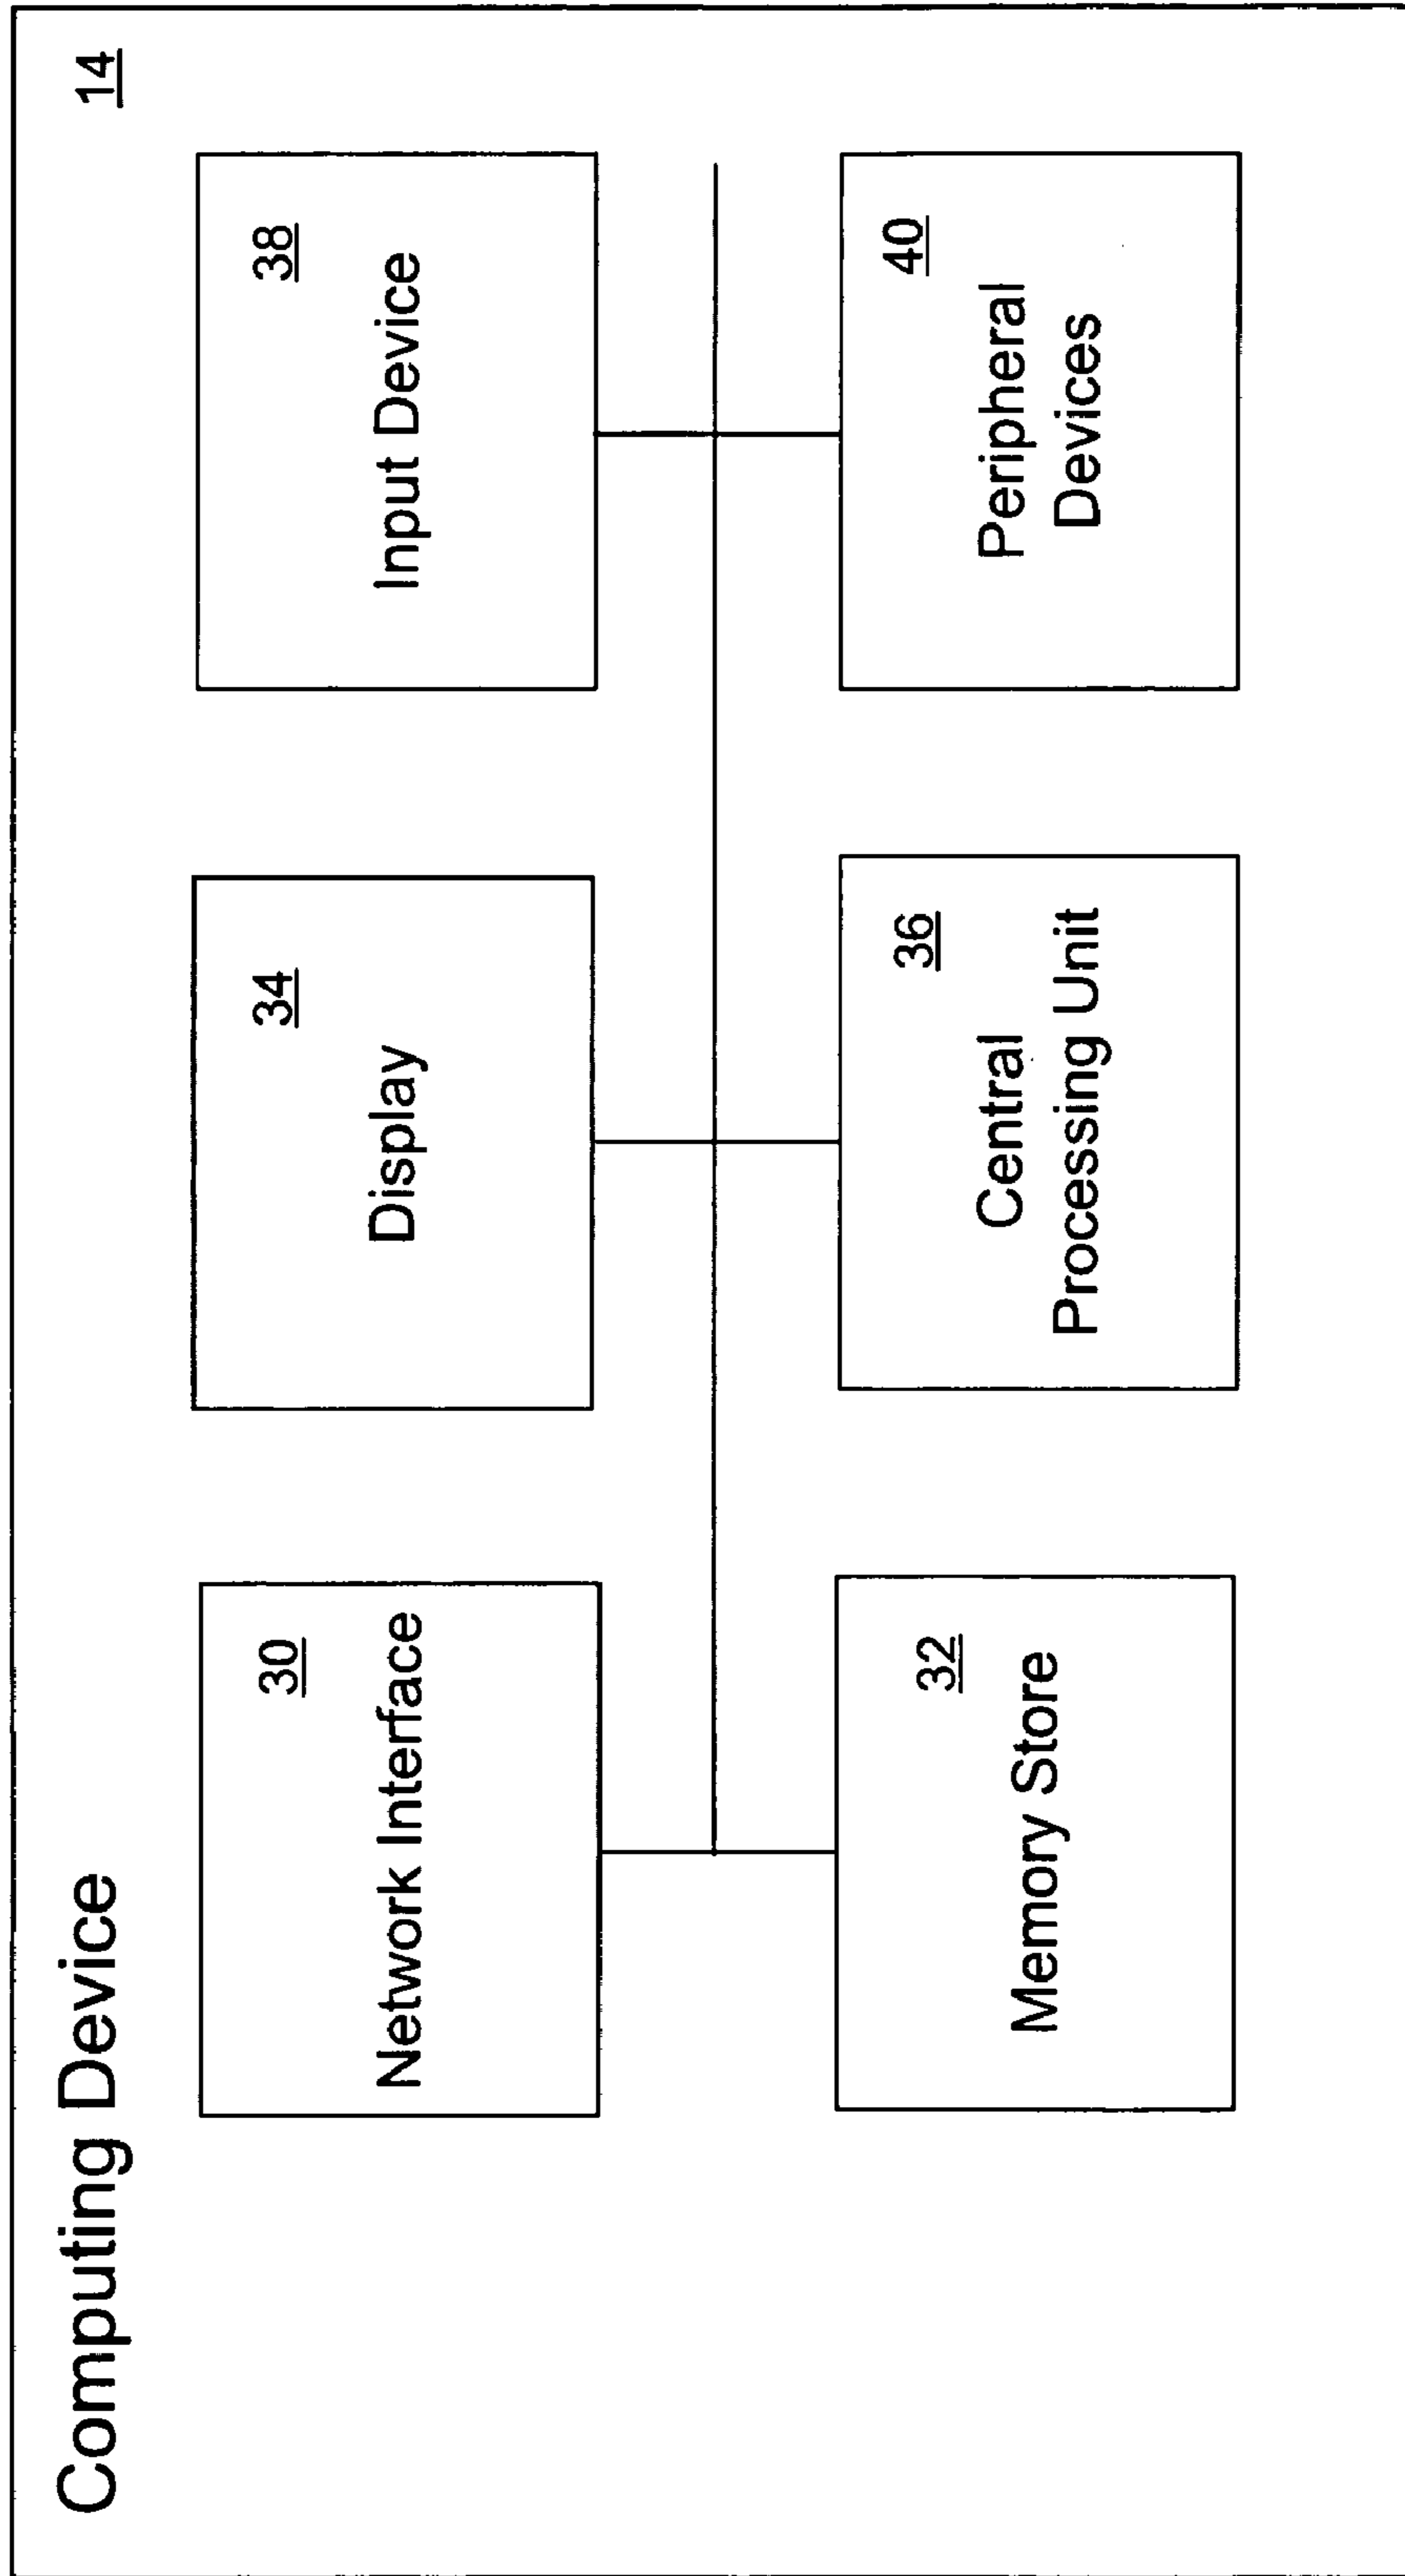 Computing Device
14
30
Network Interface
34
Display
38
Input Device
32
Memory Store
36
Central
Processing Unit
40
Peripheral
Devices